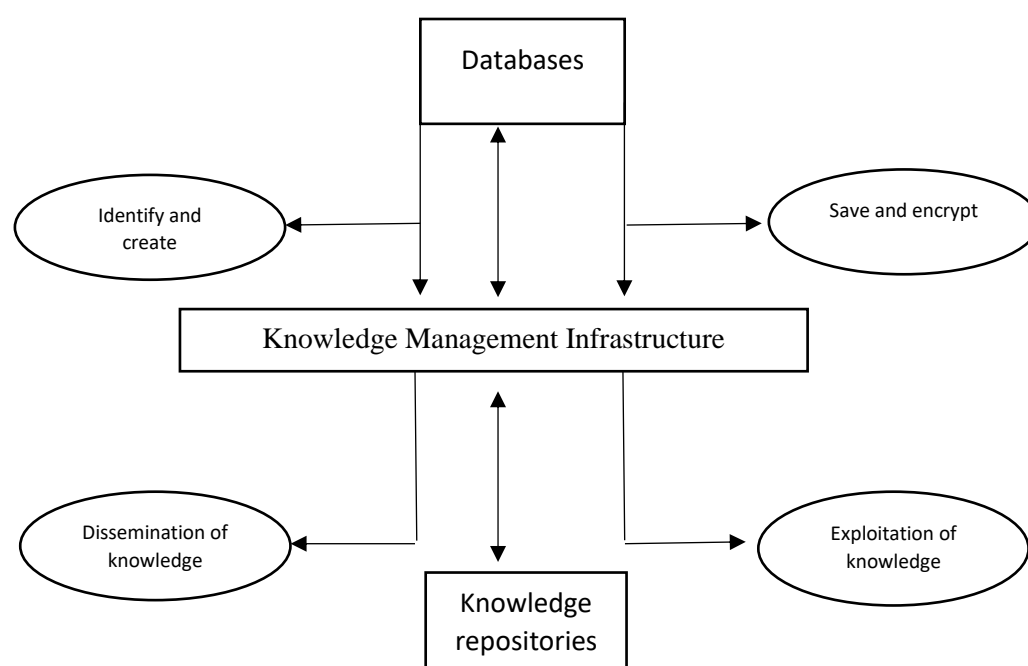 Databases
Identify and
create
Save and encrypt
Knowledge Management Infrastructure
Dissemination of
knowledge
Exploitation of
knowledge
Knowledge
repositories